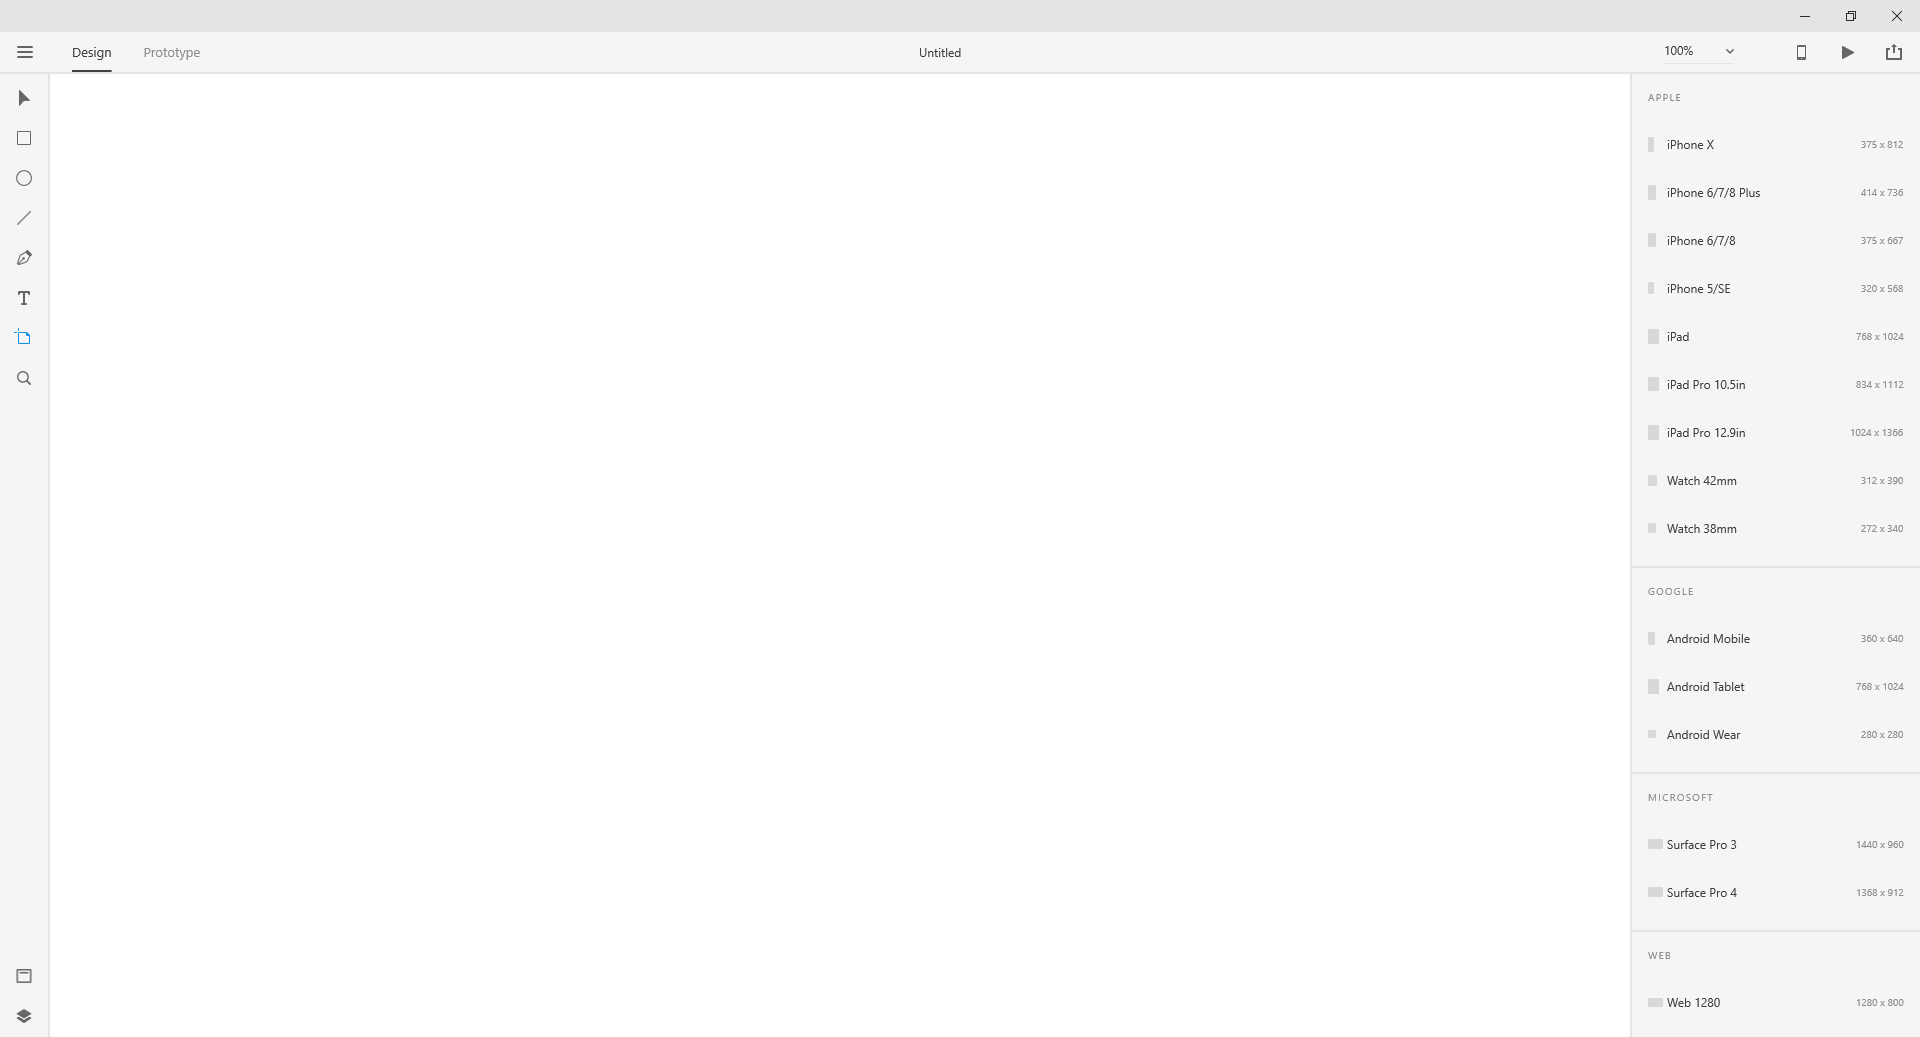 Design Prototype Untitled 100%
APPLE
iPhone X 375 x 812
iPhone 6/7/8 Plus 414 x 736
iPhone 6/7/8 375 x 667
iPhone 5/SE 320 x 568
iPad 768 x 1024
iPad Pro 10.5in 834 x 1112
iPad Pro 12.9in 1024 x 1366
Watch 42mm 312 x 390
Watch 38mm 272 x 340
GOOGLE
Android Mobile 360 x 640
Android Tablet 768 x 1024
Android Wear 280 x 280
MICROSOFT
Surface Pro 3 1440 x 960
Surface Pro 4 1368 x 912
WEB
Web 1280 1280 x 800